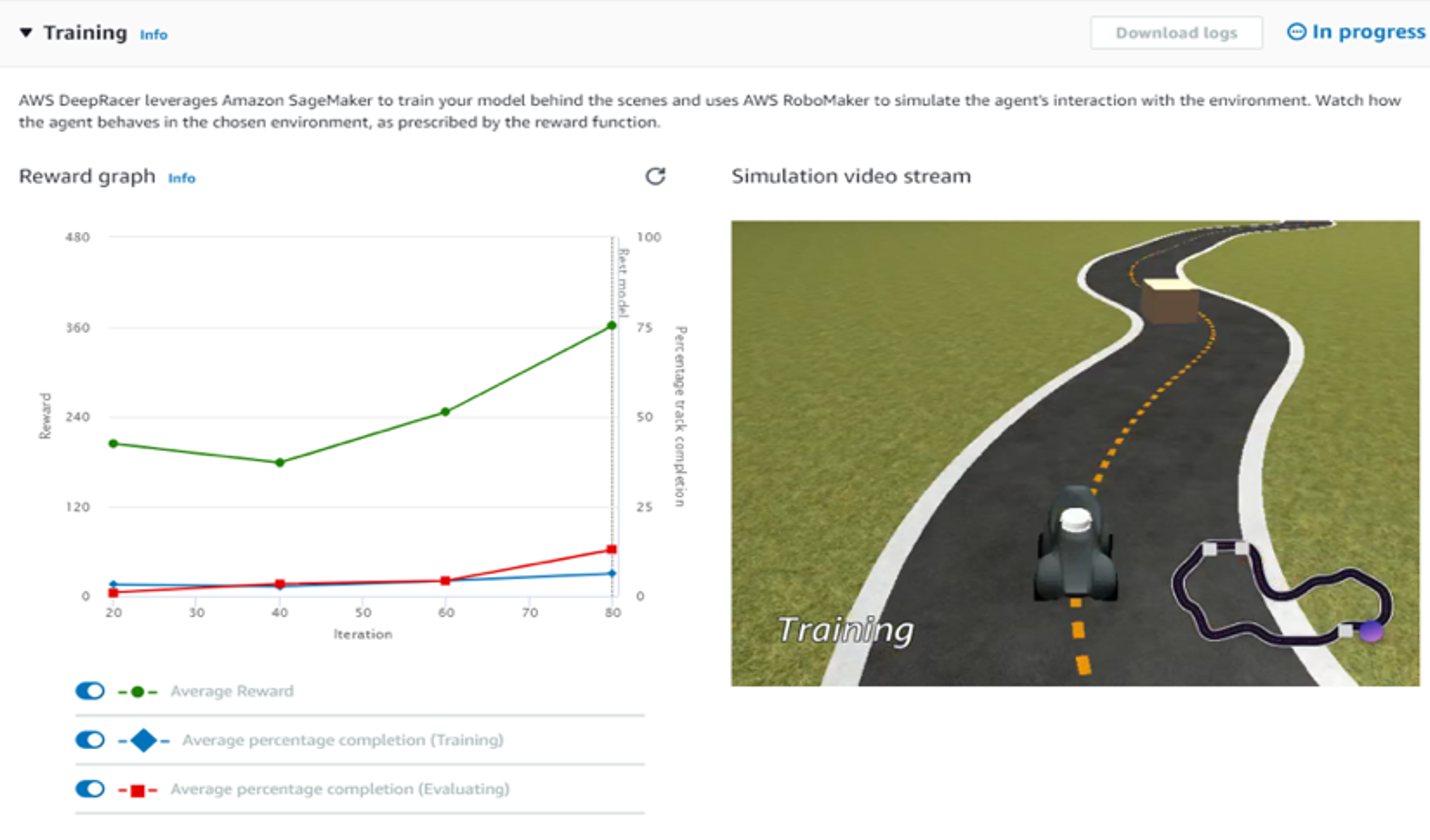 Training Info
Download logs
In progress
AWS DeepRacer leverages Amazon SageMaker to train your model behind the scenes and uses AWS RoboMaker to simulate the agent's interaction with the environment. Watch how
the agent behaves in the chosen environment, as prescribed by the reward function.
Reward graph Info
480
360
240
120
0
Reward
20 30 40 50 60 70 80
Iteration
100
75
50
25
0
Percentage track completion
Best model
Average Reward
Average percentage completion (Training)
Average percentage completion (Evaluating)
Simulation video stream
Training